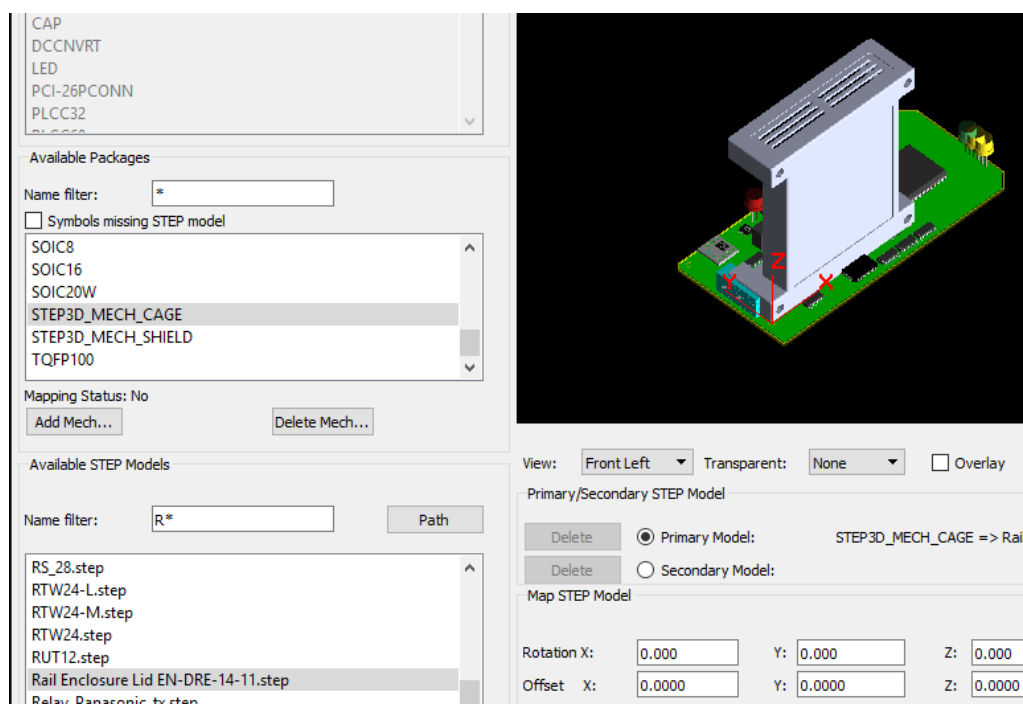 CAP
DCCNVRT
LED
PCI-26PCONN
PLCC32
Available Packages
Name filter: *
Symbols missing STEP model
SOIC8
SOIC16
SOIC20W
STEP3D_MECH_CAGE
STEP3D_MECH_SHIELD
TQFP100
Mapping Status: No
Add Mech... Delete Mech...
Available STEP Models
Name filter: R* Path
RS_28.step
RTW24-L.step
RTW24-M.step
RTW24.step
RUT12.step
Rail Enclosure Lid EN-DRE-14-11.step
Relay_Panasonic_tx.step
Z
Y X
View: Front Left Transparent: None Overlay
Primary/Secondary STEP Model
Delete Primary Model: STEP3D_MECH_CAGE => Rai
Delete Secondary Model:
Map STEP Model
Rotation X: 0.000 Y: 0.000 Z: 0.000
Offset X: 0.0000 Y: 0.0000 Z: 0.0000